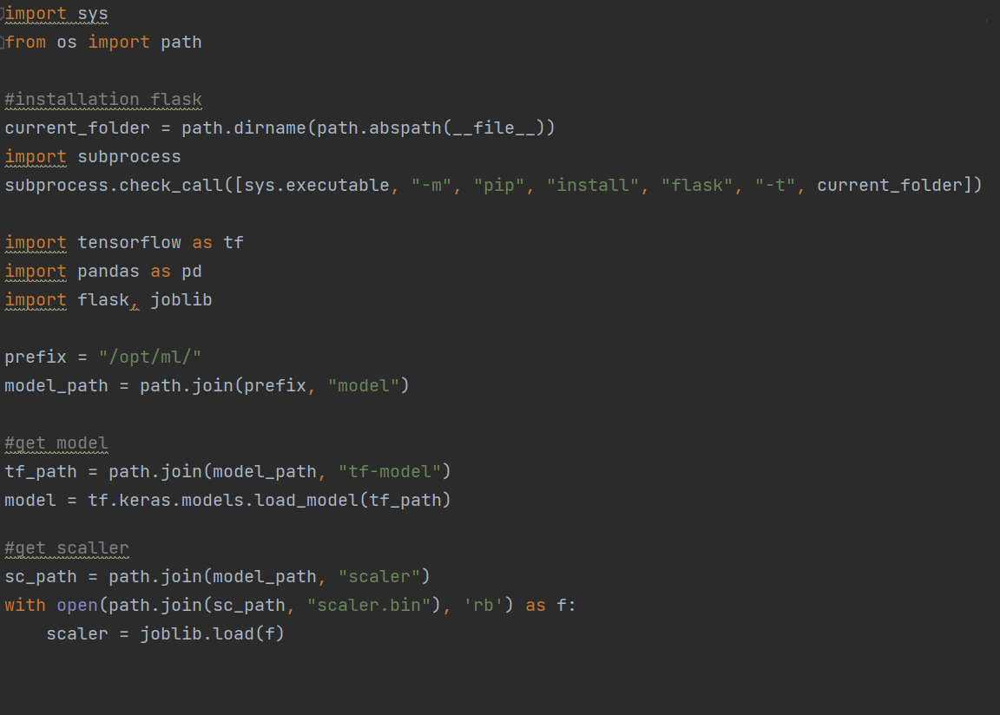 import sys
from os import path
#installation flask
current_folder = path.dirname(path.abspath(__file__))
import subprocess
subprocess.check_call([sys.executable, "-m", "pip", "install", "flask", "-t", current_folder])
import tensorflow as tf
import pandas as pd
import flask, joblib
prefix = "/opt/ml/"
model_path = path.join(prefix, "model")
#get model
tf_path = path.join(model_path, "tf-model")
model = tf.keras.models.load_model(tf_path)
#get scaller
sc_path = path.join(model_path, "scaler")
with open(path.join(sc_path, "scaler.bin"), 'rb') as f:
    scaler = joblib.load(f)